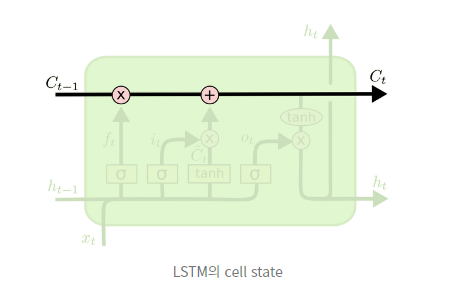 h_t
C_{t-1} x + C_t
tanh
f_t i_t C̃_t o_t x x
σ σ tanh σ
h_{t-1} h_t
x_t
LSTM의 cell state